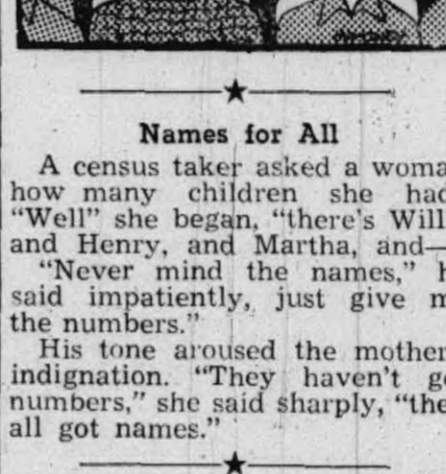 Names for All
A census taker asked a woma
how many children she had
"Well" she began, "there's Will
and Henry, and Martha, and—
"Never mind the names," h
said impatiently, just give m
the numbers."
His tone aroused the mother
indignation. "They haven't go
numbers," she said sharply, "the
all got names."